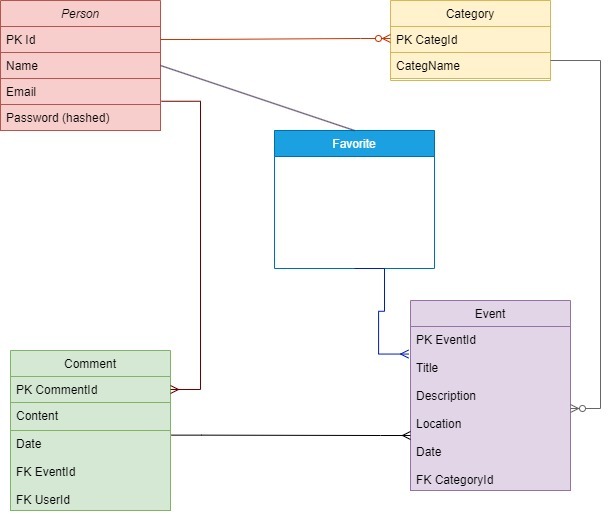 Person
PK Id
Name
Email
Password (hashed)
Category
PK CategId
CategName
Favorite
Event
PK EventId
Title
Description
Location
Date
FK CategoryId
Comment
PK CommentId
Content
Date
FK EventId
FK UserId